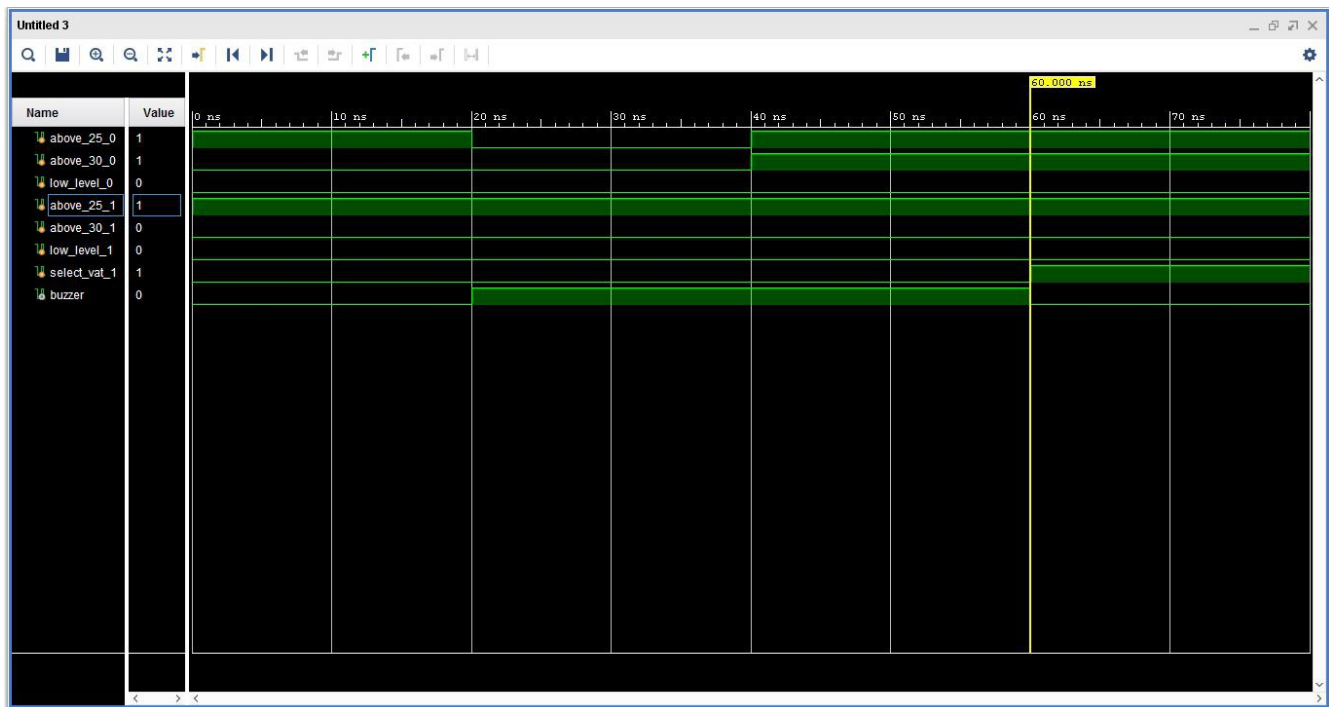 Untitled 3
60.000 ns
Name Value
0 ns 10 ns 20 ns 30 ns 40 ns 50 ns 60 ns 70 ns
above_25_0 1
above_30_0 1
low_level_0 0
above_25_1 1
above_30_1 0
low_level_1 0
select_vat_1 1
buzzer 0